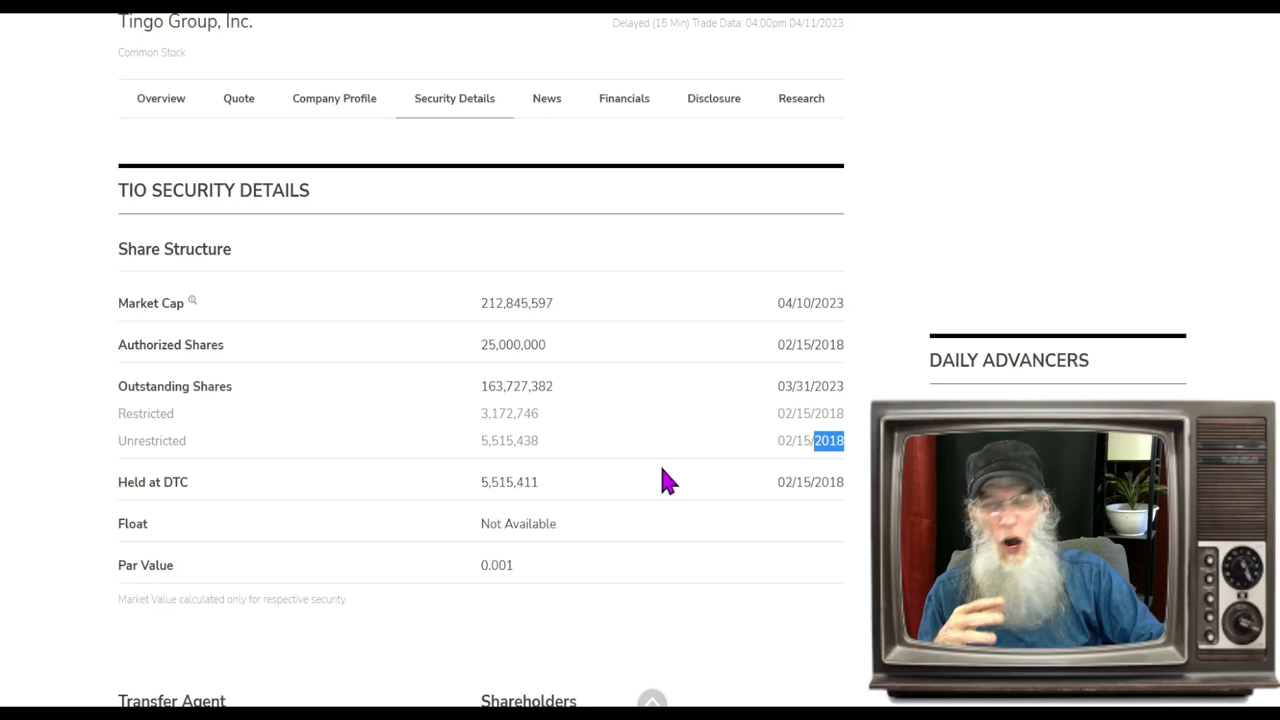 Tingo Group, Inc.
Delayed (15 Min) Trade Data: 04:00pm 04/11/2023
Common Stock
Overview Quote Company Profile Security Details News Financials Disclosure Research
TIO SECURITY DETAILS
Share Structure
Market Cap 212,845,597 04/10/2023
Authorized Shares 25,000,000 02/15/2018
Outstanding Shares 163,727,382 03/31/2023
Restricted 3,172,746 02/15/2018
Unrestricted 5,515,438 02/15/2018
Held at DTC 5,515,411 02/15/2018
Float Not Available
Par Value 0.001
Market Value calculated only for respective security
Transfer Agent Shareholders
DAILY ADVANCERS